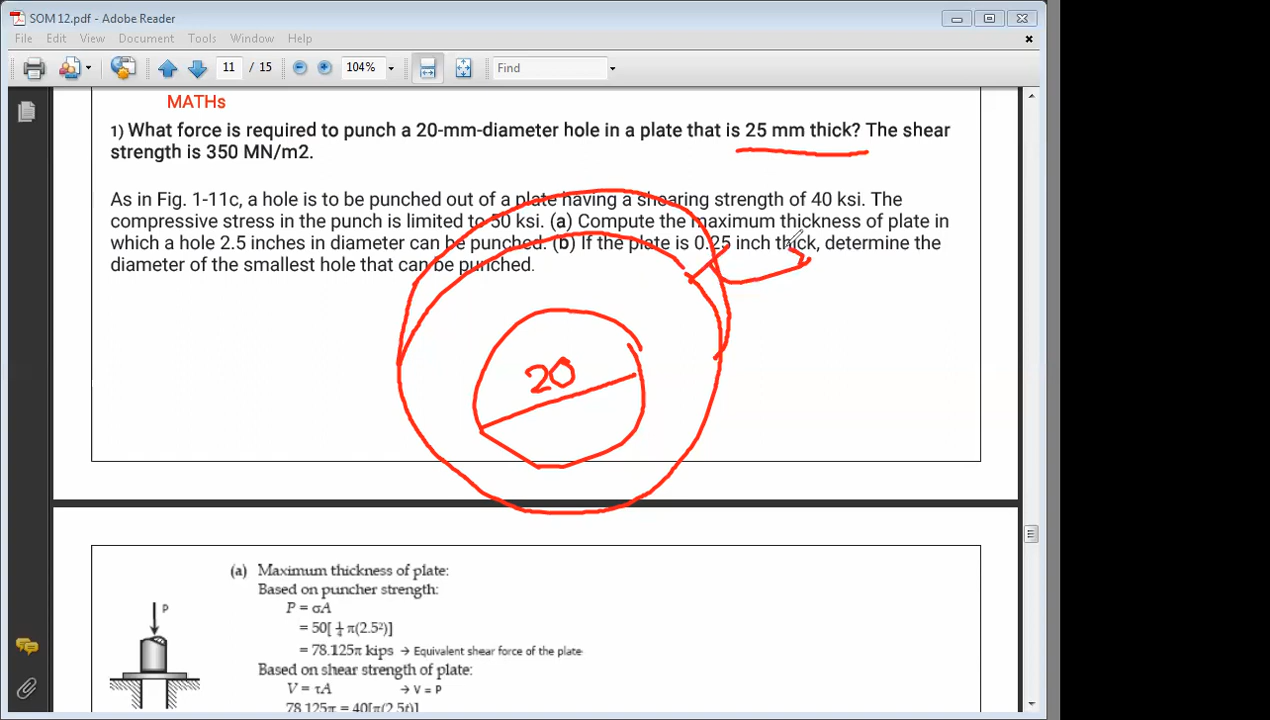 SOM 12.pdf - Adobe Reader
File Edit View Document Tools Window Help
11 / 15 104% Find
MATHs
1) What force is required to punch a 20-mm-diameter hole in a plate that is 25 mm thick? The shear
strength is 350 MN/m2.
As in Fig. 1-11c, a hole is to be punched out of a plate having a shearing strength of 40 ksi. The
compressive stress in the punch is limited to 50 ksi. (a) Compute the maximum thickness of plate in
which a hole 2.5 inches in diameter can be punched. (b) If the plate is 0.25 inch thick, determine the
diameter of the smallest hole that can be punched.
20
(a) Maximum thickness of plate:
Based on puncher strength:
P = σA
= 50[ ¼ π(2.5²)]
= 78.125π kips → Equivalent shear force of the plate
Based on shear strength of plate:
V = τA → V = P
78.125π = 40[π(2.5t)]
P